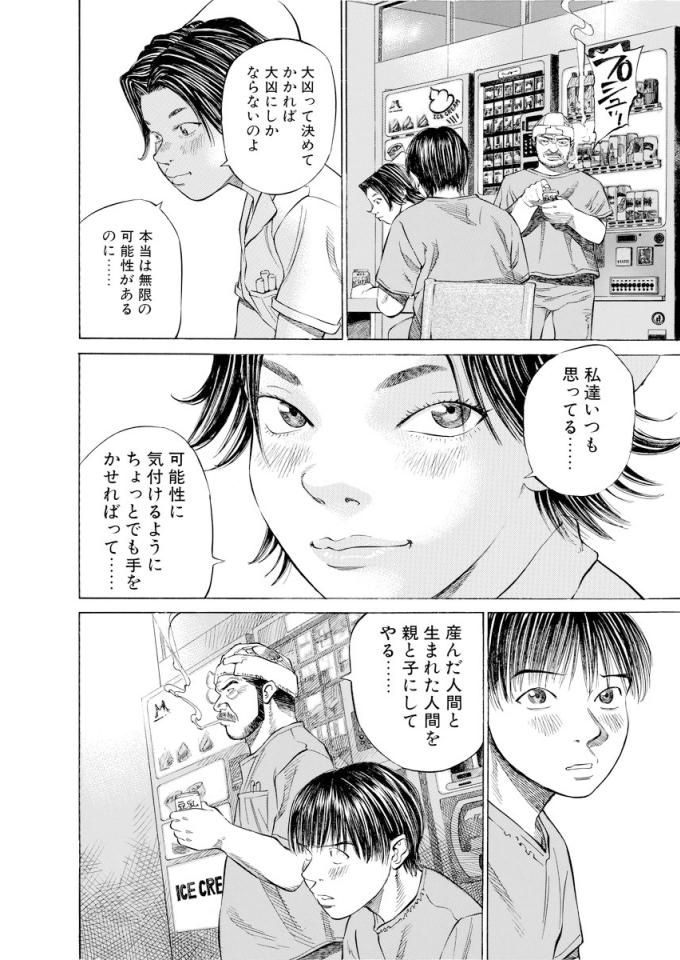 プシュッ
ICE CREAM
大凶って決めて
かかれば
大凶にしか
ならないのよ
本当は無限の
可能性がある
のに……
私達いつも
思ってる……
可能性に
気付けるように
ちょっとでも手を
かせればって……
産んだ人間と
生まれた人間を
親と子にして
やる……
豆乳
ICE CRE